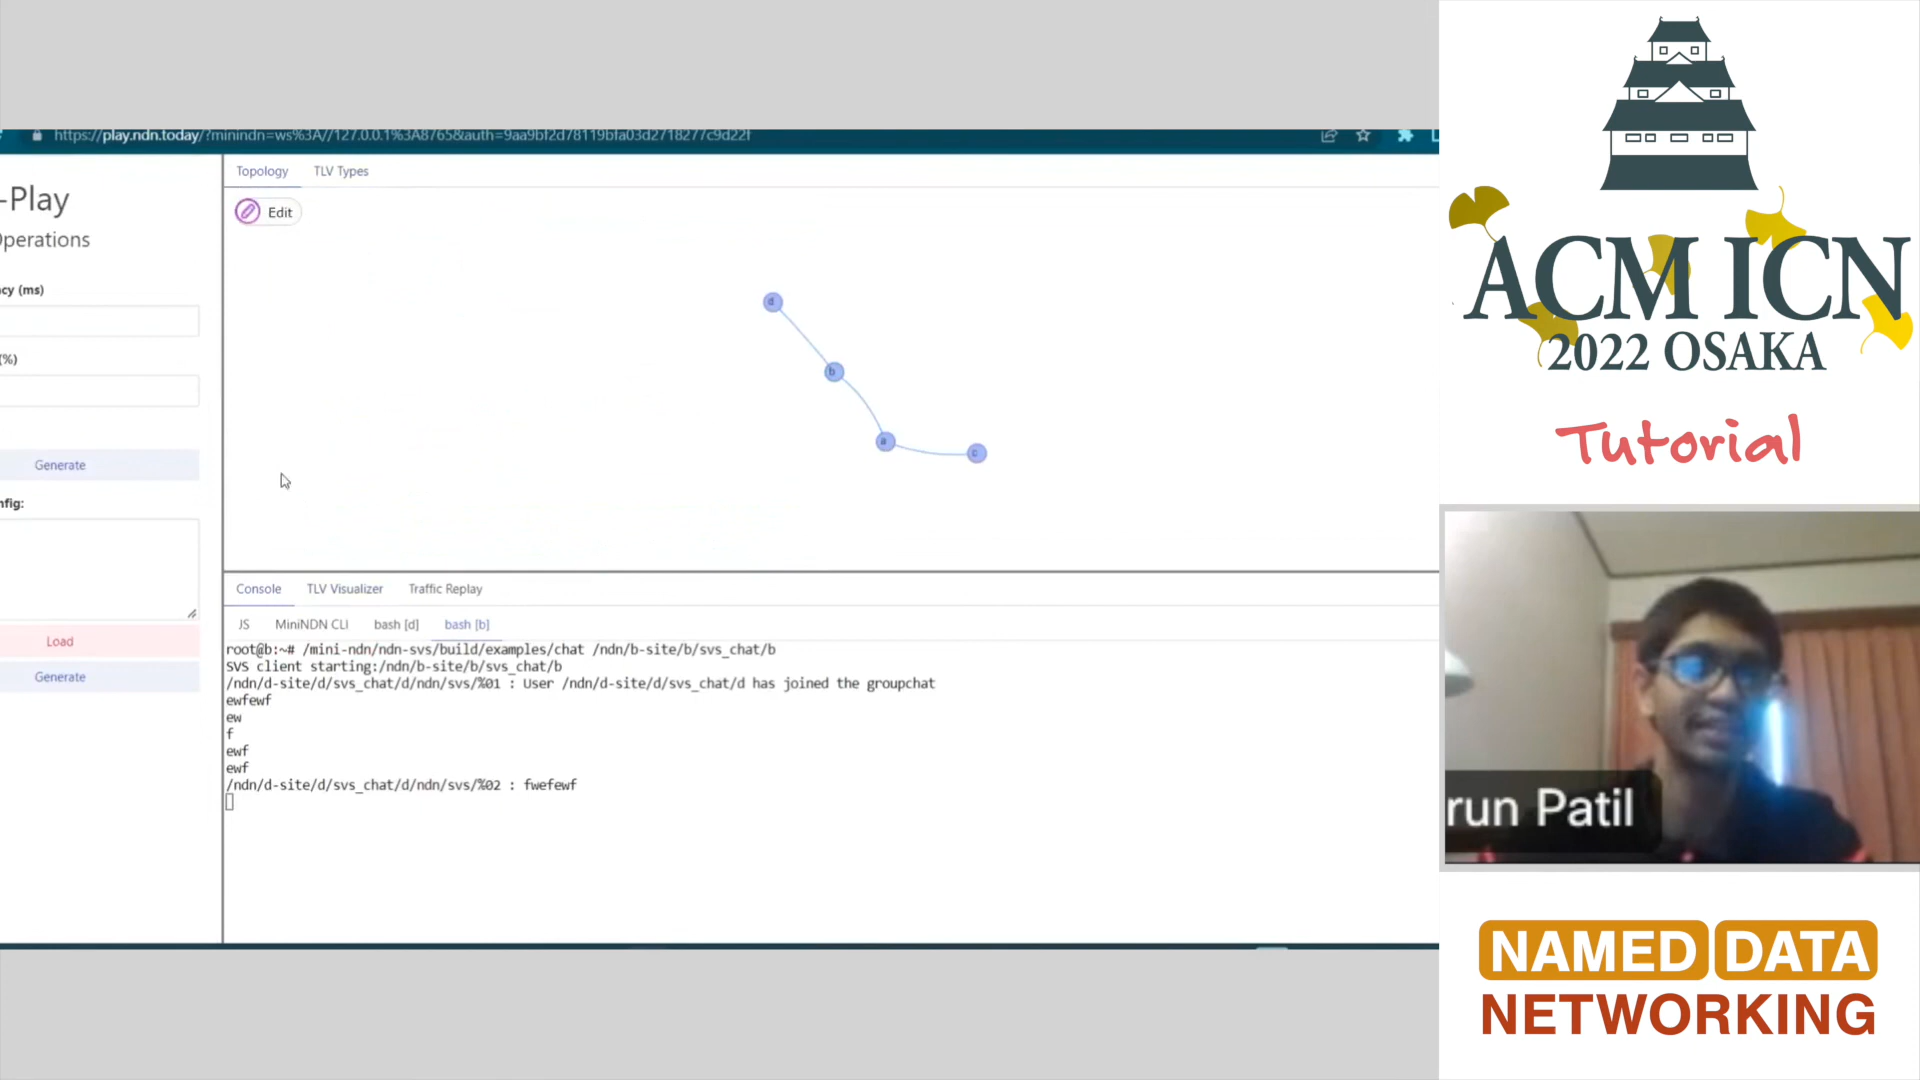 https://play.ndn.today/?minindn=ws%3A//127.0.0.1%3A8765&auth=9aa9bf2d78119bfa03d2718277c9d22f
-Play
Operations
cy (ms)
(%)
Generate
nfig:
Load
Generate
Topology TLV Types
Edit
d
b
a
c
Console TLV Visualizer Traffic Replay
JS MiniNDN CLI bash [d] bash [b]
root@b:~# /mini-ndn/ndn-svs/build/examples/chat /ndn/b-site/b/svs_chat/b
SVS client starting:/ndn/b-site/b/svs_chat/b
/ndn/d-site/d/svs_chat/d/ndn/svs/%01 : User /ndn/d-site/d/svs_chat/d has joined the groupchat
ewfewf
ew
f
ewf
ewf
/ndn/d-site/d/svs_chat/d/ndn/svs/%02 : fwefewf
ACM ICN
2022 OSAKA
Tutorial
run Patil
NAMED DATA
NETWORKING